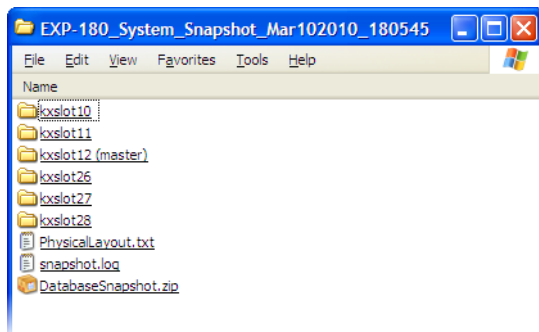 EXP-180_System_Snapshot_Mar102010_180545
File Edit View Favorites Tools Help
Name
kxslot10
kxslot11
kxslot12 (master)
kxslot26
kxslot27
kxslot28
PhysicalLayout.txt
snapshot.log
DatabaseSnapshot.zip